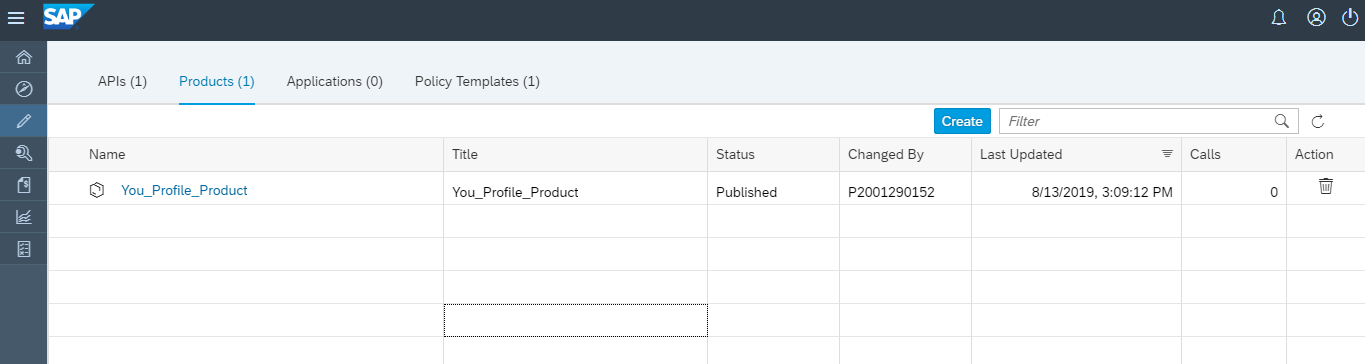 SAP
APIs (1) Products (1) Applications (0) Policy Templates (1)
Create Filter
Name Title Status Changed By Last Updated Calls Action
You_Profile_Product You_Profile_Product Published P2001290152 8/13/2019, 3:09:12 PM 0